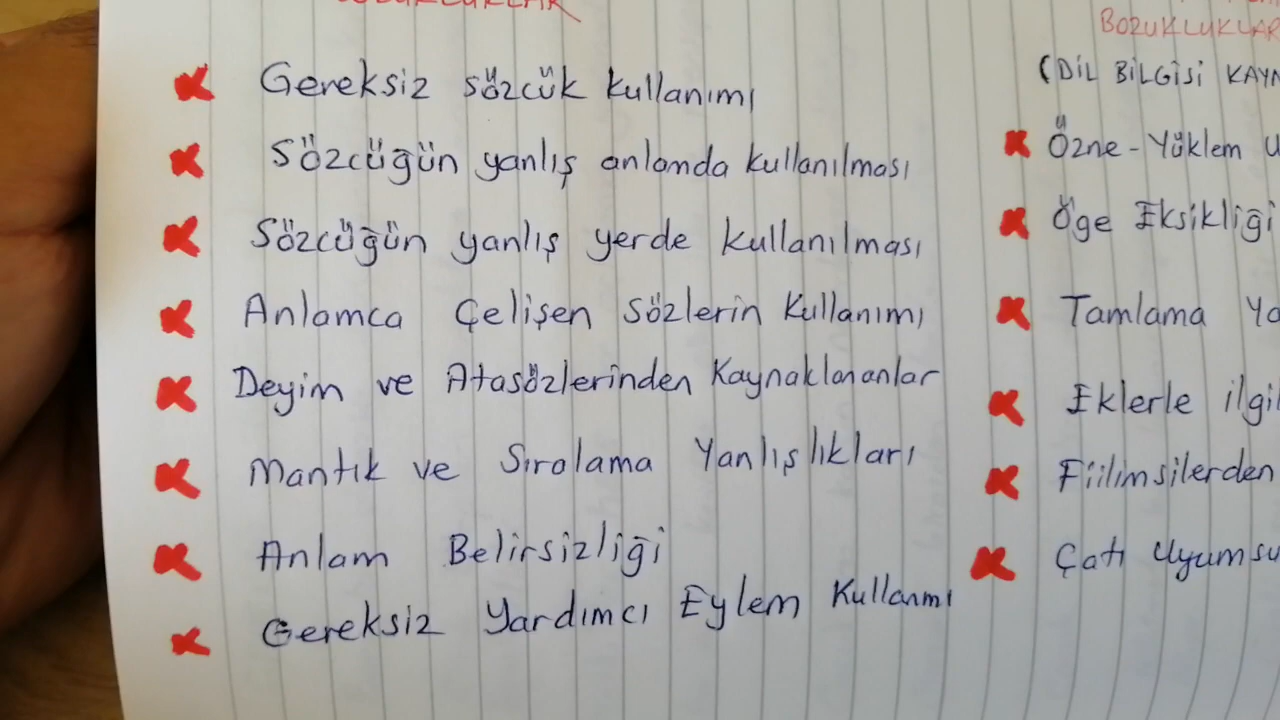 Gereksiz sözcük kullanımı
Sözcüğün yanlış anlamda kullanılması
Sözcüğün yanlış yerde kullanılması
Anlamca Çelişen Sözlerin Kullanımı
Deyim ve Atasözlerinden Kaynaklananlar
Mantık ve Sıralama Yanlışlıkları
Anlam Belirsizliği
Gereksiz Yardımcı Eylem Kullanmı
BOZUKLUKLAR
(DİL BİLGİSİ
Özne-Yüklem
Öge Eksikliği
Tamlama
Eklerle
Fiilimsilerden
Çatı